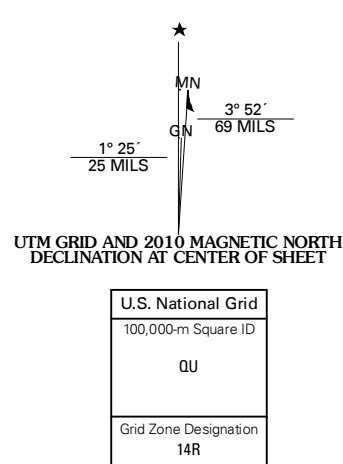 ★
MN
3° 52´
69 MILS
GN
1° 25´
25 MILS
UTM GRID AND 2010 MAGNETIC NORTH
DECLINATION AT CENTER OF SHEET
U.S. National Grid
100,000-m Square ID
QU
Grid Zone Designation
14R